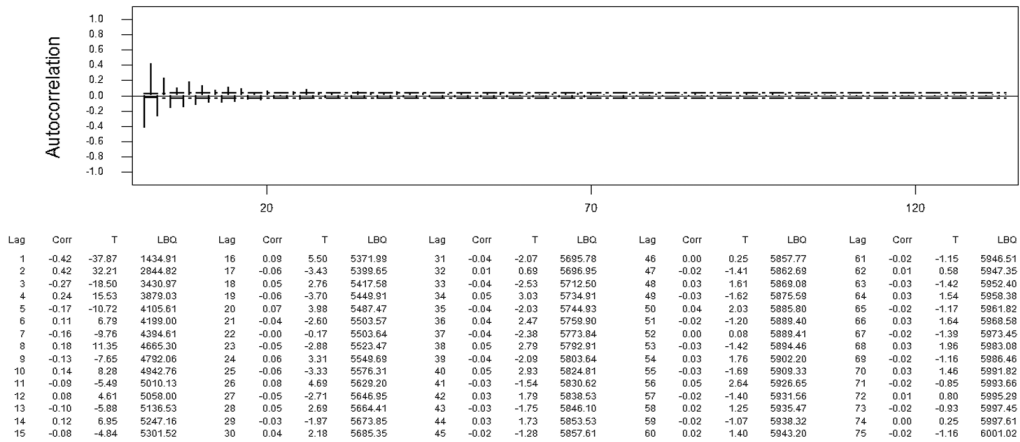 Autocorrelation
1.0
0.8
0.6
0.4
0.2
0.0
-0.2
-0.4
-0.6
-0.8
-1.0
20 70 120
Lag Corr T LBQ Lag Corr T LBQ Lag Corr T LBQ Lag Corr T LBQ Lag Corr T LBQ
1 -0.42 -37.87 1434.91 16 0.09 5.50 5371.99 31 -0.04 -2.07 5695.78 46 0.00 0.25 5857.77 61 -0.02 -1.15 5946.51
2 0.42 32.21 2844.82 17 -0.06 -3.43 5399.65 32 0.01 0.69 5696.95 47 -0.02 -1.41 5862.69 62 0.01 0.58 5947.35
3 -0.27 -18.50 3430.97 18 0.05 2.76 5417.58 33 -0.04 -2.53 5712.50 48 0.03 1.61 5869.08 63 -0.03 -1.42 5952.40
4 0.24 15.53 3879.03 19 -0.06 -3.70 5449.91 34 0.05 3.03 5734.91 49 -0.03 -1.62 5875.59 64 0.03 1.54 5958.38
5 -0.17 -10.72 4105.61 20 0.07 3.98 5487.47 35 -0.04 -2.03 5744.93 50 0.04 2.03 5885.80 65 -0.02 -1.17 5961.82
6 0.11 6.79 4199.00 21 -0.04 -2.60 5503.57 36 0.04 2.47 5759.90 51 -0.02 -1.20 5889.40 66 0.03 1.64 5968.58
7 -0.16 -9.76 4394.61 22 -0.00 -0.17 5503.64 37 -0.04 -2.38 5773.84 52 0.00 0.08 5889.41 67 -0.02 -1.39 5973.45
8 0.18 11.35 4665.30 23 -0.05 -2.88 5523.47 38 0.05 2.79 5792.91 53 -0.03 -1.42 5894.46 68 0.03 1.96 5983.08
9 -0.13 -7.65 4792.06 24 0.06 3.31 5549.69 39 -0.04 -2.09 5803.64 54 0.03 1.76 5902.20 69 -0.02 -1.16 5986.46
10 0.14 8.28 4942.76 25 -0.06 -3.33 5576.31 40 0.05 2.93 5824.81 55 -0.03 -1.69 5909.33 70 0.03 1.46 5991.82
11 -0.09 -5.49 5010.13 26 0.08 4.69 5629.20 41 -0.03 -1.54 5830.62 56 0.05 2.64 5926.65 71 -0.02 -0.85 5993.66
12 0.08 4.61 5058.00 27 -0.05 -2.71 5646.95 42 0.03 1.79 5838.53 57 -0.02 -1.40 5931.56 72 0.01 0.80 5995.29
13 -0.10 -5.88 5136.53 28 0.05 2.69 5664.41 43 -0.03 -1.75 5846.10 58 0.02 1.25 5935.47 73 -0.02 -0.93 5997.45
14 0.12 6.95 5247.16 29 -0.03 -1.97 5673.85 44 0.03 1.73 5853.53 59 -0.02 -1.07 5938.32 74 0.00 0.25 5997.61
15 -0.08 -4.84 5301.52 30 0.04 2.18 5685.35 45 -0.02 -1.28 5857.61 60 0.02 1.40 5943.20 75 -0.02 -1.16 6001.02